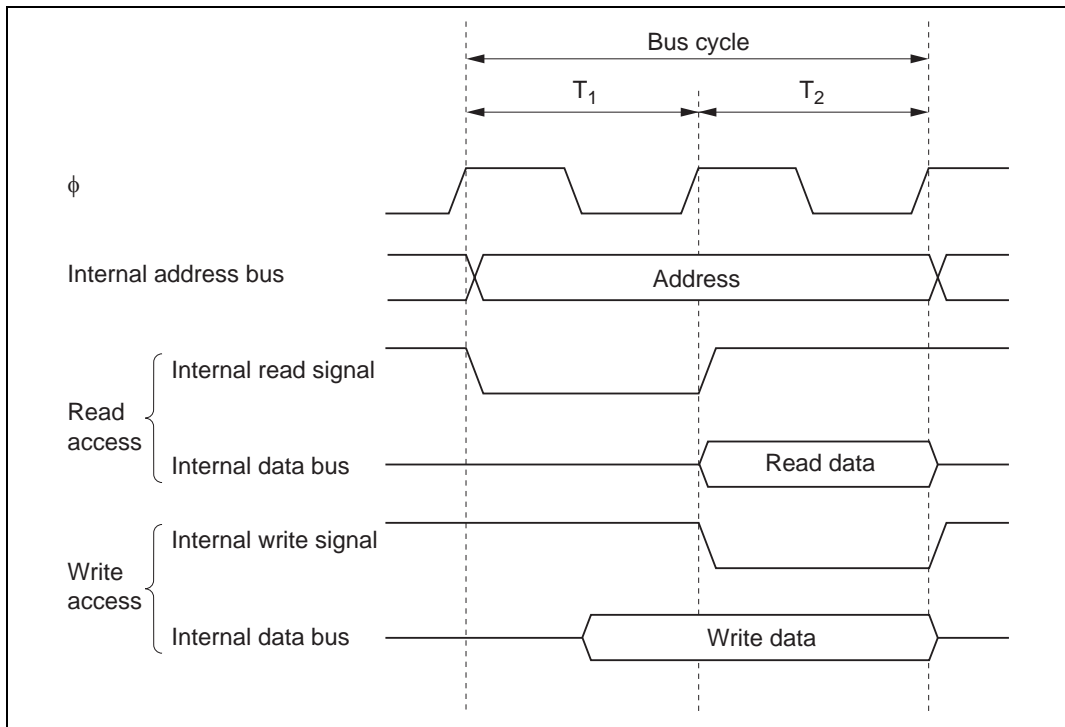 Bus cycle
T₁ T₂
φ
Internal address bus Address
Read access
Internal read signal
Internal data bus Read data
Write access
Internal write signal
Internal data bus Write data